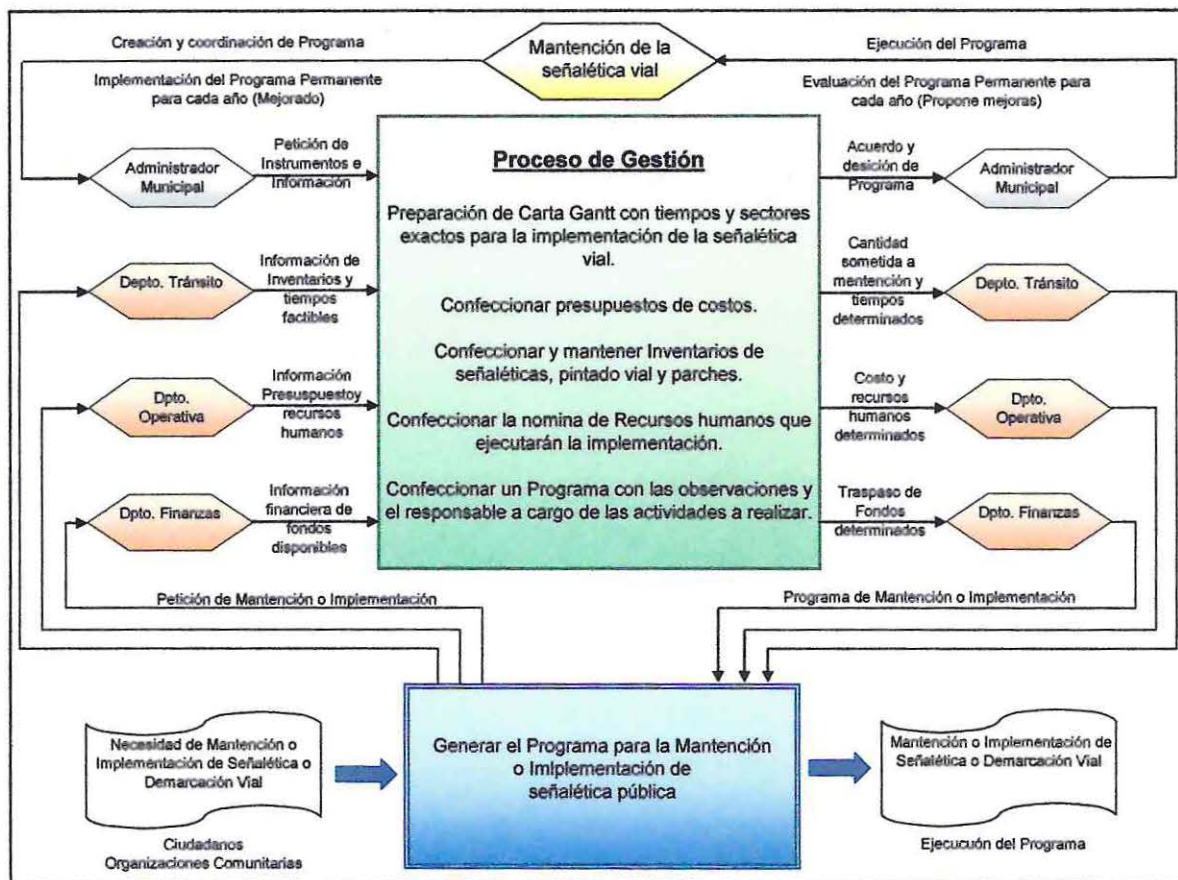 Creación y coordinación de Programa
Implementación del Programa Permanente
para cada año (Mejorado)
Mantención de la
señalética vial
Ejecución del Programa
Evaluación del Programa Permanente para
cada año (Propone mejoras)
Administrador
Municipal
Petición de
Instrumentos e
Información
Depto. Tránsito
Información de
Inventarios y
tiempos
factibles
Dpto.
Operativa
Información
Presuspuestoy
recursos
humanos
Dpto. Finanzas
Información
financiera de
fondos
disponibles
Proceso de Gestión
Preparación de Carta Gantt con tiempos y sectores
exactos para la implementación de la señalética
vial.
Confeccionar presupuestos de costos.
Confeccionar y mantener Inventarios de
señaléticas, pintado vial y parches.
Confeccionar la nomina de Recursos humanos que
ejecutarán la implementación.
Confeccionar un Programa con las observaciones y
el responsable a cargo de las actividades a realizar.
Acuerdo y
desición de
Programa
Administrador
Municipal
Cantidad
sometida a
mentención y
tiempos
determinados
Depto. Tránsito
Costo y
recursos
humanos
determinados
Dpto.
Operativa
Traspaso de
Fondos
determinados
Dpto. Finanzas
Petición de Mantención o Implementación
Programa de Mantención o Implementación
Necesidad de Mantención o
Implementación de Señalética o
Demarcación Vial
Ciudadanos
Organizaciones Comunitarias
Generar el Programa para la Mantención
o Imlplementación de
señalética pública
Mantención o Implementación de
Señalética o Demarcación Vial
Ejecucuón del Programa